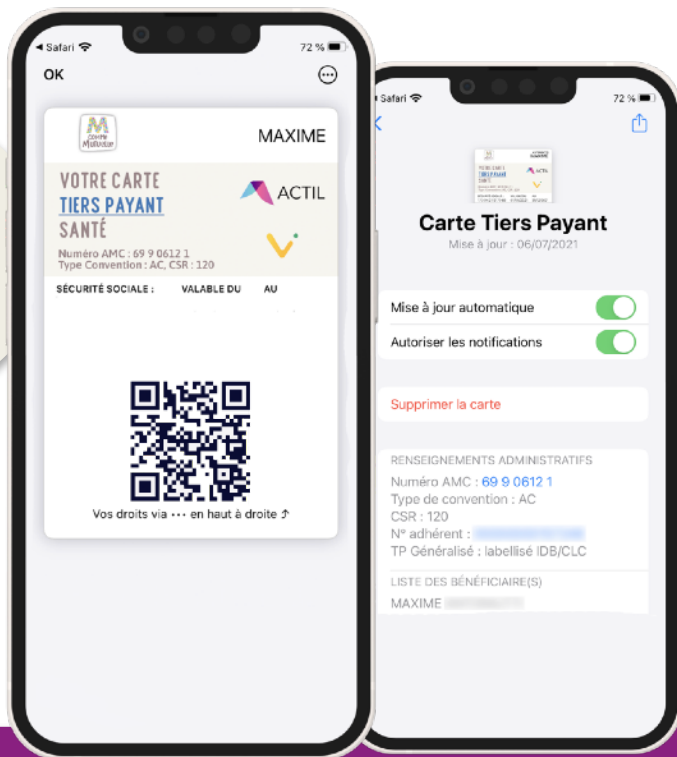 Safari
72 %
OK
COMME
Mutuelle
MAXIME
VOTRE CARTE
TIERS PAYANT
SANTÉ
ACTIL
Numéro AMC : 69 9 0612 1
Type Convention : AC, CSR : 120
SÉCURITÉ SOCIALE : VALABLE DU AU
Vos droits via ··· en haut à droite ⤴
Safari
72 %
Carte Tiers Payant
Mise à jour : 06/07/2021
Mise à jour automatique
Autoriser les notifications
Supprimer la carte
RENSEIGNEMENTS ADMINISTRATIFS
Numéro AMC : 69 9 0612 1
Type de convention : AC
CSR : 120
N° adhérent :
TP Généralisé : labellisé IDB/CLC
LISTE DES BÉNÉFICIAIRE(S)
MAXIME